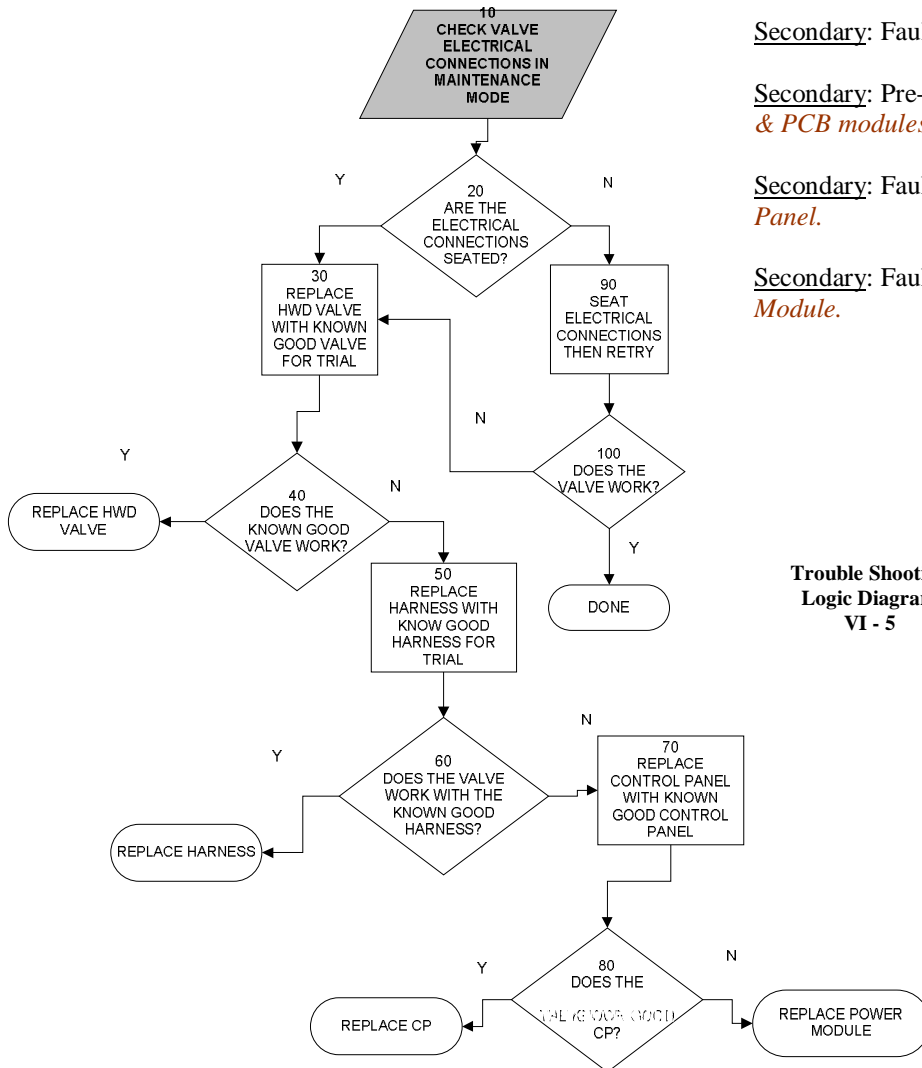 10
CHECK VALVE
ELECTRICAL
CONNECTIONS IN
MAINTENANCE
MODE
Secondary: Fau
Secondary: Pre-
& PCB modules
Secondary: Fau
Panel.
Secondary: Fau
Module.
Y
N
20
ARE THE
ELECTRICAL
CONNECTIONS
SEATED?
30
REPLACE
HWD VALVE
WITH KNOWN
GOOD VALVE
FOR TRIAL
90
SEAT
ELECTRICAL
CONNECTIONS
THEN RETRY
N
100
DOES THE
VALVE WORK?
Y
DONE
Y
N
40
DOES THE
KNOWN GOOD
VALVE WORK?
REPLACE HWD
VALVE
50
REPLACE
HARNESS WITH
KNOW GOOD
HARNESS FOR
TRIAL
Trouble Shooti
Logic Diagra
VI - 5
Y
N
60
DOES THE VALVE
WORK WITH THE
KNOWN GOOD
HARNESS?
REPLACE HARNESS
70
REPLACE
CONTROL PANEL
WITH KNOWN
GOOD CONTROL
PANEL
Y
N
80
DOES THE
GOOD
CP?
REPLACE CP
REPLACE POWER
MODULE